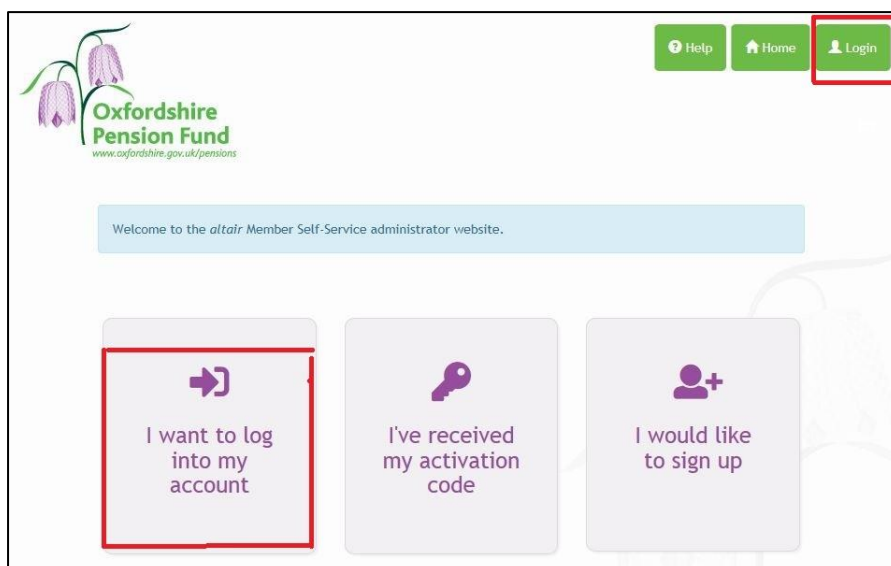 Help
Home
Login
Oxfordshire
Pension Fund
www.oxfordshire.gov.uk/pensions
Welcome to the altair Member Self-Service administrator website.
I want to log
into my
account
I've received
my activation
code
I would like
to sign up